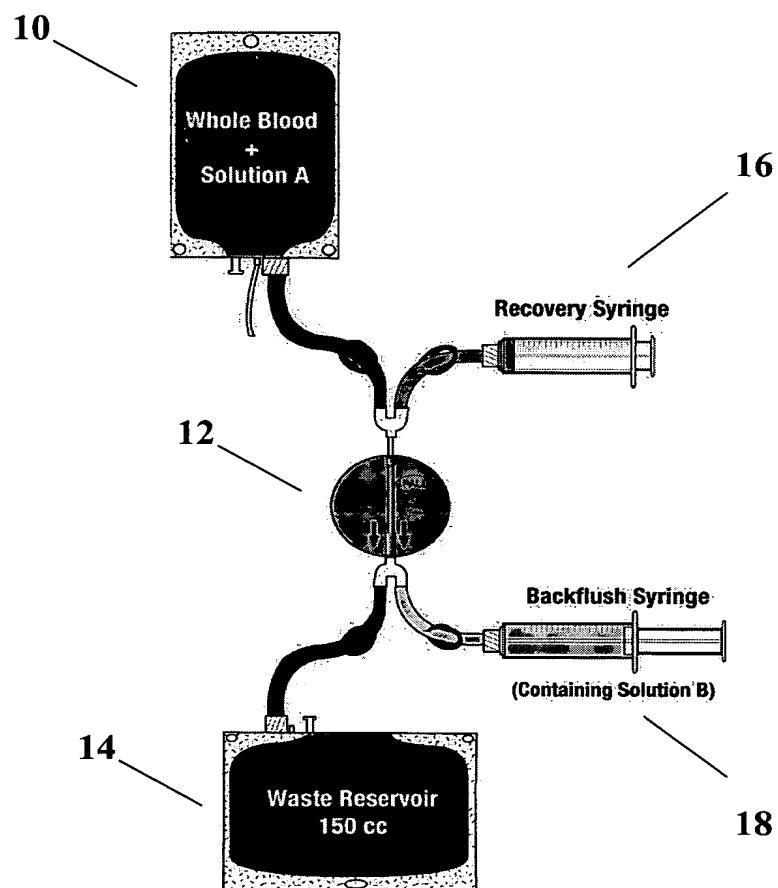 10
Whole Blood
+
Solution A
16
Recovery Syringe
12
Backflush Syringe
(Containing Solution B)
14
Waste Reservoir
150 cc
18